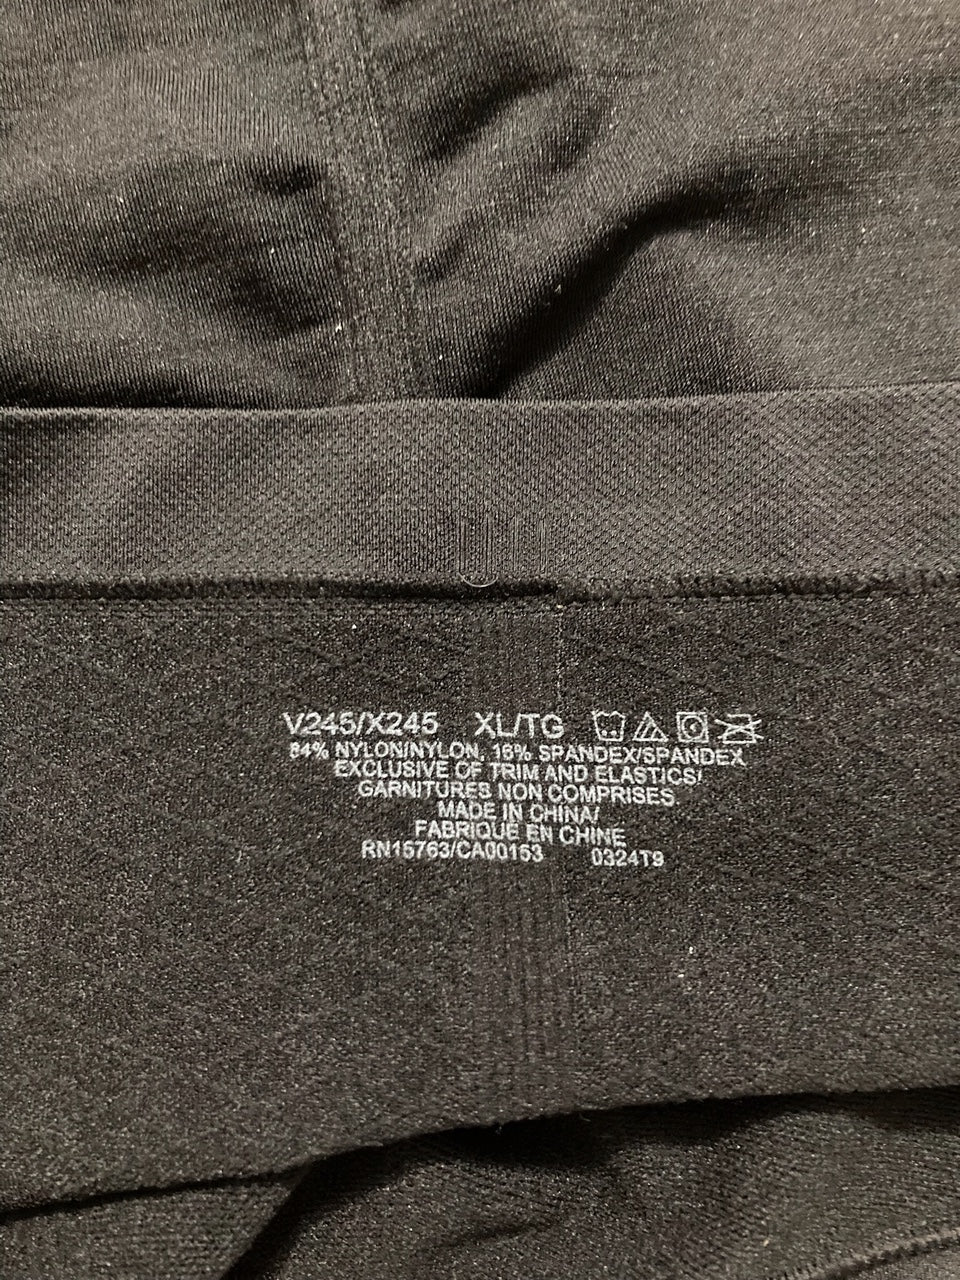 V245/X245 XL/TG
84% NYLON/NYLON, 16% SPANDEX/SPANDEX
EXCLUSIVE OF TRIM AND ELASTICS/
GARNITURES NON COMPRISES.
MADE IN CHINA/
FABRIQUE EN CHINE
RN15763/CA00153 0324T9